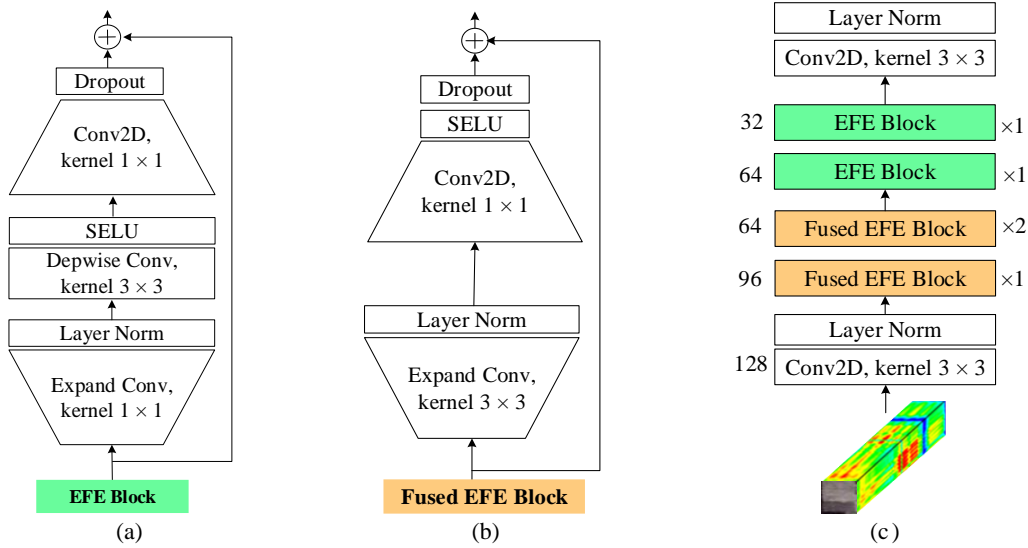 Dropout
Conv2D,
kernel 1 × 1
SELU
Depwise Conv,
kernel 3 × 3
Layer Norm
Expand Conv,
kernel 1 × 1
EFE Block
(a)
Dropout
SELU
Conv2D,
kernel 1 × 1
Layer Norm
Expand Conv,
kernel 3 × 3
Fused EFE Block
(b)
Layer Norm
Conv2D, kernel 3 × 3
32 EFE Block ×1
64 EFE Block ×1
64 Fused EFE Block ×2
96 Fused EFE Block ×1
Layer Norm
128 Conv2D, kernel 3 × 3
(c)